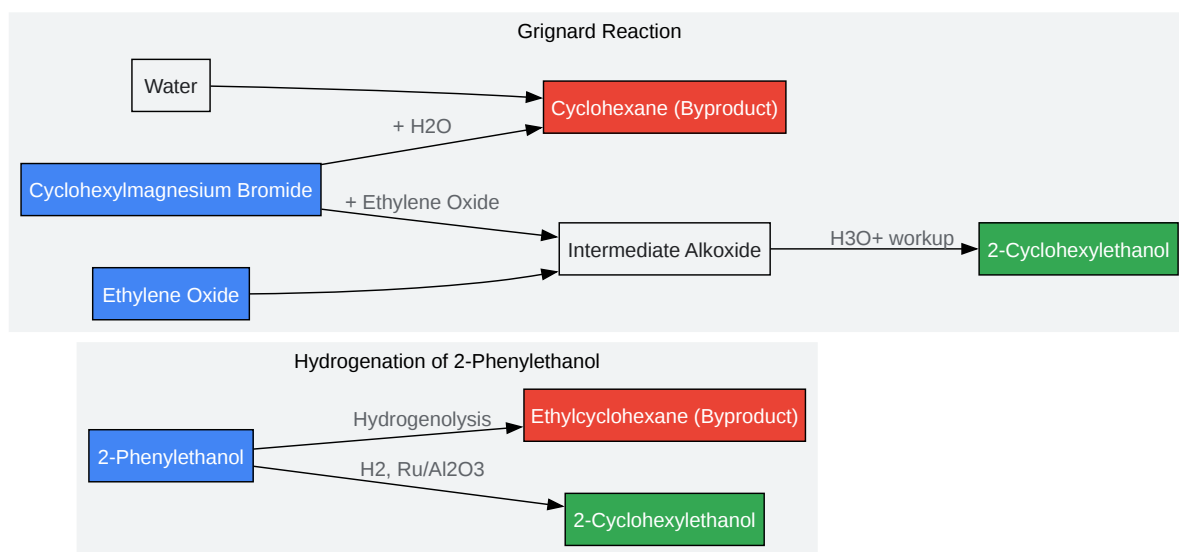 Grignard Reaction
Water
Cyclohexane (Byproduct)
+ H2O
Cyclohexylmagnesium Bromide
+ Ethylene Oxide
Intermediate Alkoxide
H3O+ workup
2-Cyclohexylethanol
Ethylene Oxide
Hydrogenation of 2-Phenylethanol
Hydrogenolysis
Ethylcyclohexane (Byproduct)
2-Phenylethanol
H2, Ru/Al2O3
2-Cyclohexylethanol